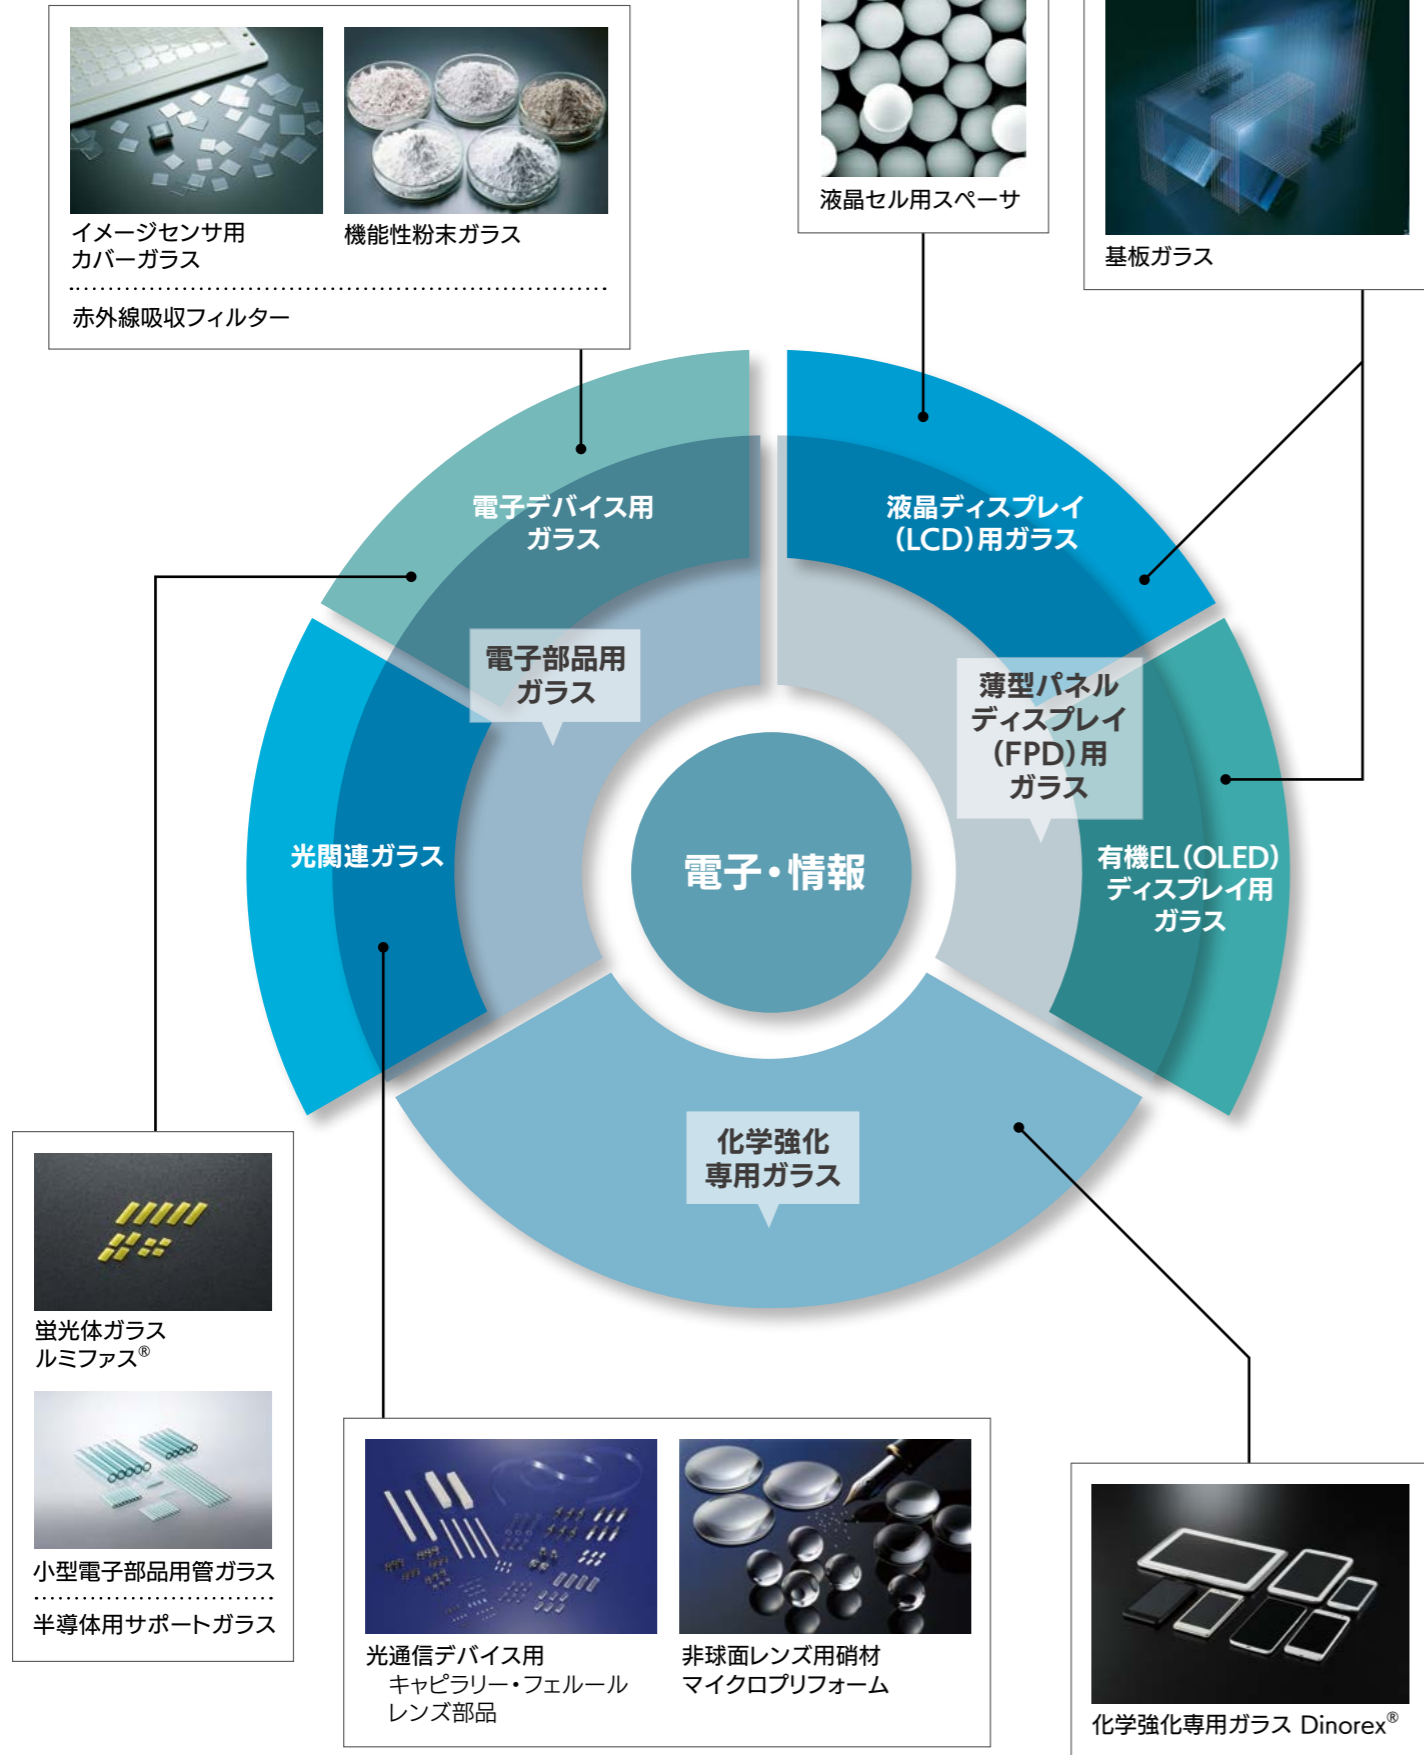 イメージセンサ用
カバーガラス
機能性粉末ガラス
赤外線吸収フィルター
液晶セル用スペーサ
基板ガラス
電子デバイス用
ガラス
液晶ディスプレイ
(LCD)用ガラス
電子部品用
ガラス
薄型パネル
ディスプレイ
(FPD)用
ガラス
光関連ガラス
電子・情報
有機EL(OLED)
ディスプレイ用
ガラス
化学強化
専用ガラス
蛍光体ガラス
ルミファス®
小型電子部品用管ガラス
半導体用サポートガラス
光通信デバイス用
キャピラリー・フェルール
レンズ部品
非球面レンズ用硝材
マイクロプリフォーム
化学強化専用ガラス Dinorex®